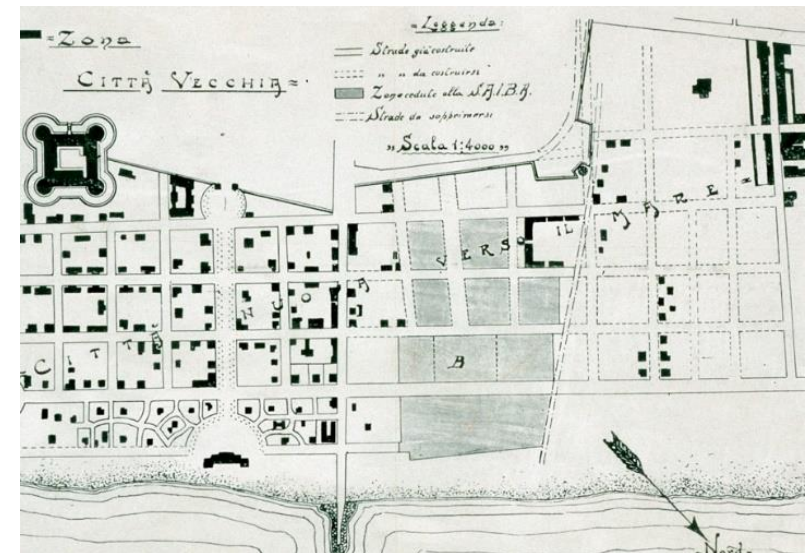 = Zona
CITTÀ VECCHIA =
= Leggenda:
Strade già costruite
" " da costruirsi
Zona cedute alla S.A.I.B.A.
Strade da sopprimersi
" Scala 1:4000 "
CITTÀ NUOVA VERSO IL MARE
B
Nord